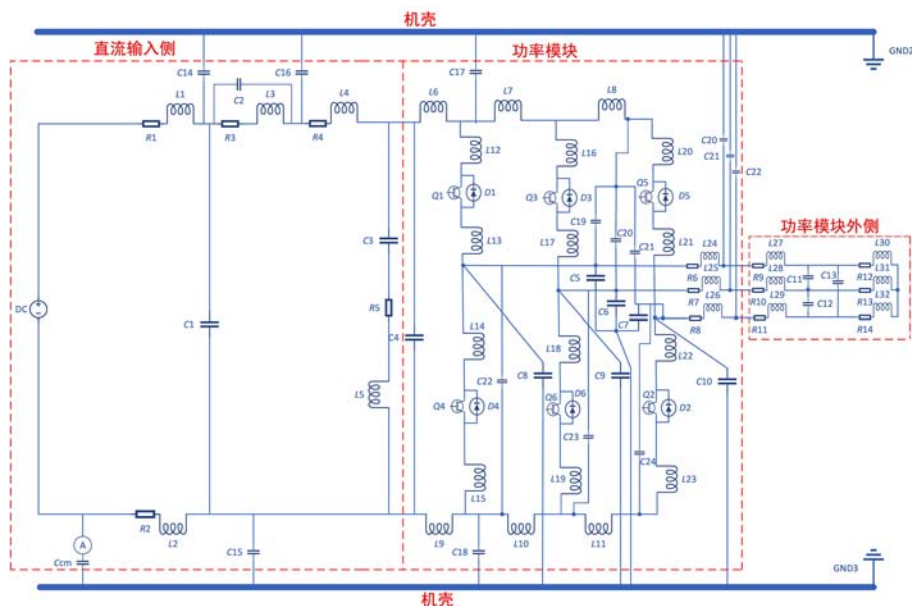 机壳
直流输入侧
功率模块
GND2
C14
C16
C17
L1
C2
L3
L4
L6
L7
L8
R1
R3
R4
L12
L16
L20
C20
C21
C22
Q1
D1
Q3
D3
Q5
D5
C19
C20
C21
功率模块外侧
C3
L13
L17
L21
L24
L25
L26
L27
L28
L29
L30
L31
L32
C5
R6
R7
R8
R9
R10
R11
C11
C12
C13
R12
R13
R14
DC
C1
R5
C4
C6
C7
L14
L18
L22
C22
C8
C9
C10
L5
Q4
D4
Q6
D6
Q2
D2
C23
C24
L15
L19
L23
A
R2
L2
Ccm
C15
L9
C18
L10
L11
GND3
机壳